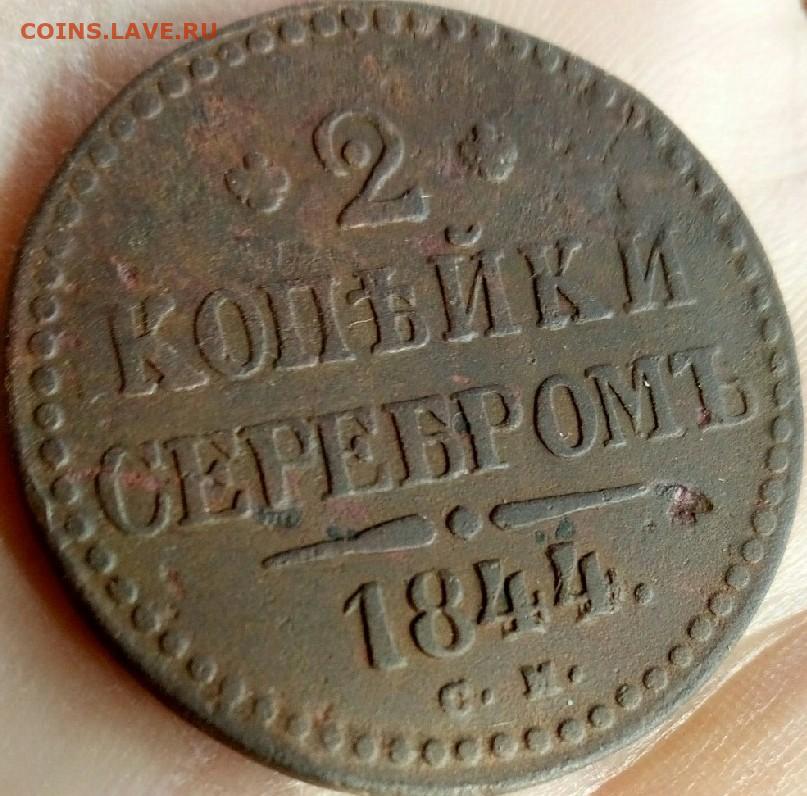 COINS.LAVE.RU
2
КОПѢЙКИ
СЕРЕБРОМЪ
1844.
С. М.